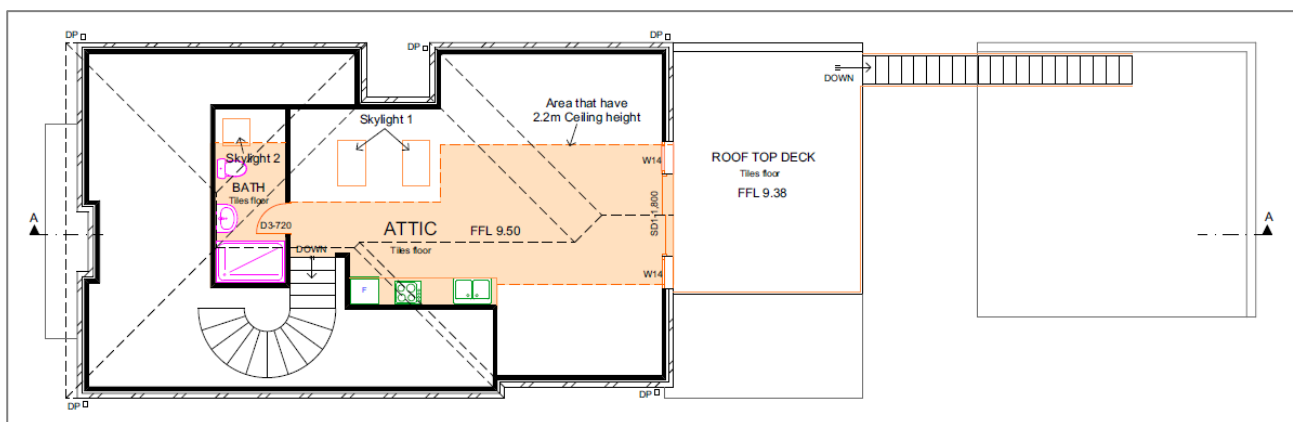 DP
DP
DP
DOWN
Area that have
2.2m Ceiling height
Skylight 1
Skylight 2
W14
ROOF TOP DECK
Tiles floor
FFL 9.38
BATH
Tiles floor
SD1-1,800
A
A
D3-720
ATTIC
FFL 9.50
Tiles floor
DOWN
W14
F
DP
DP